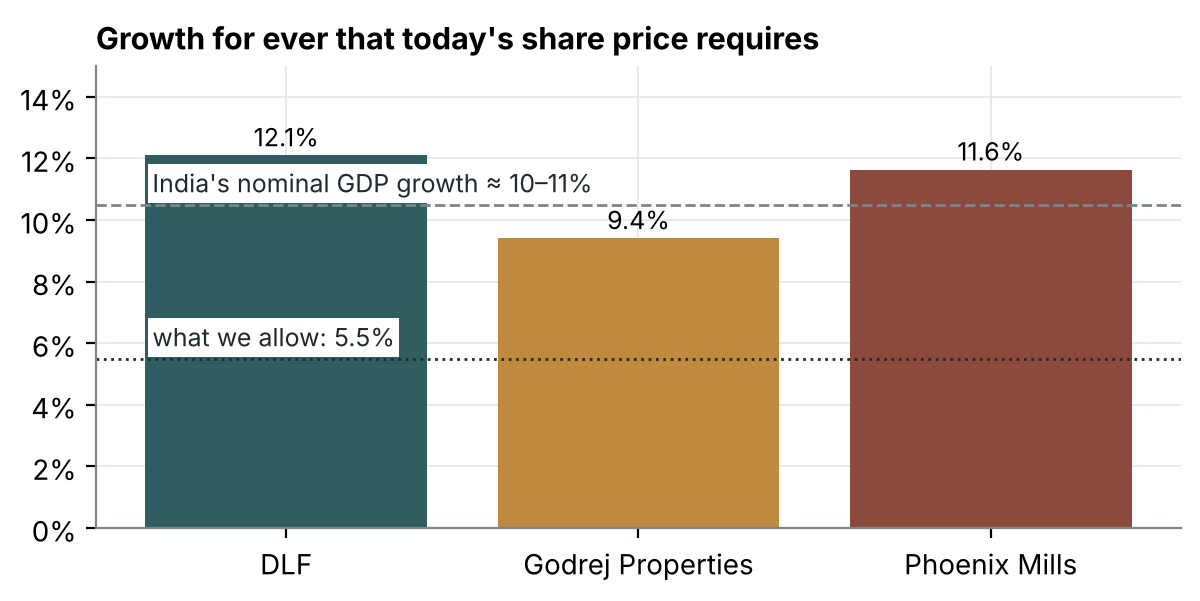 Growth for ever that today's share price requires
14%
12%
10%
8%
6%
4%
2%
0%
12.1%
India's nominal GDP growth ≈ 10–11%
9.4%
11.6%
what we allow: 5.5%
DLF
Godrej Properties
Phoenix Mills